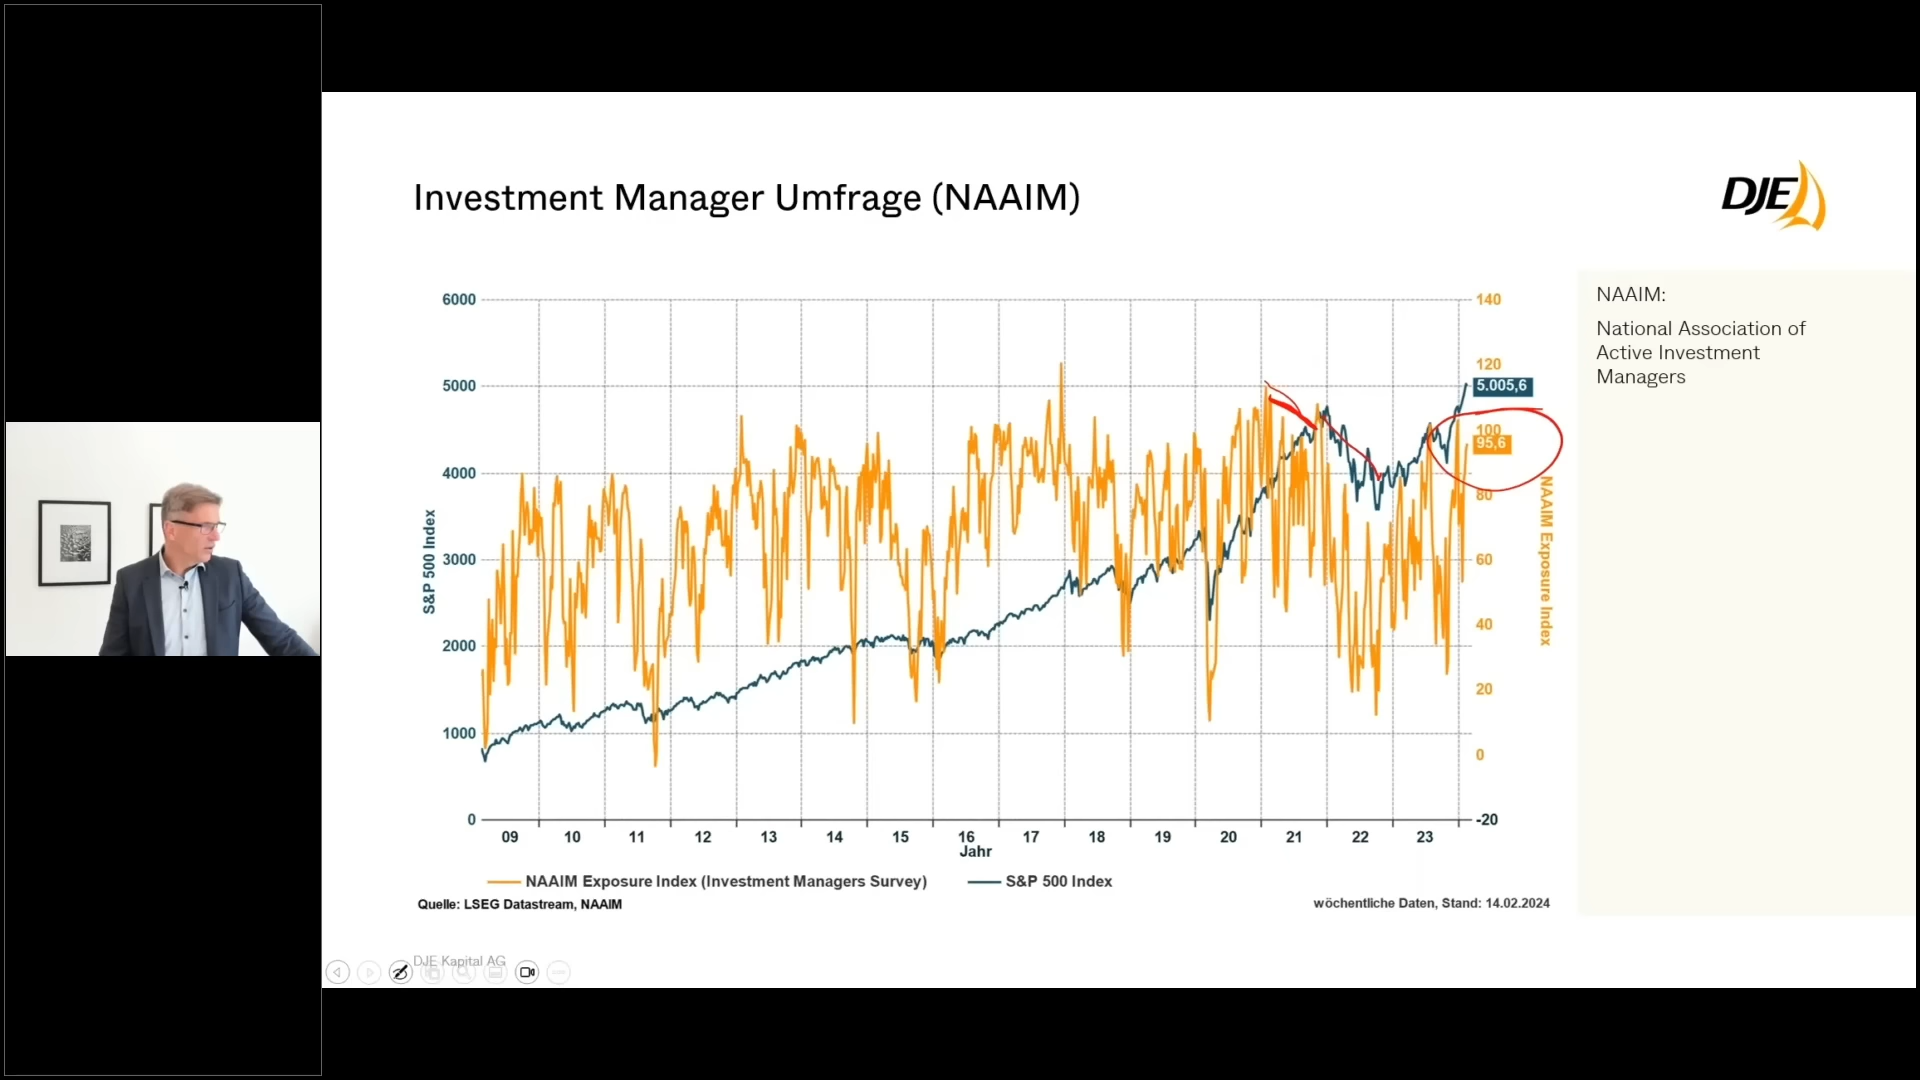 Investment Manager Umfrage (NAAIM)
DJE
NAAIM:
National Association of
Active Investment
Managers
6000
5000
4000
3000
2000
1000
0
S&P 500 Index
140
120
100
80
60
40
20
0
-20
NAAIM Exposure Index
5.005,6
95,6
09 10 11 12 13 14 15 16 17 18 19 20 21 22 23
Jahr
NAAIM Exposure Index (Investment Managers Survey) S&P 500 Index
Quelle: LSEG Datastream, NAAIM
wöchentliche Daten, Stand: 14.02.2024
DJE Kapital AG